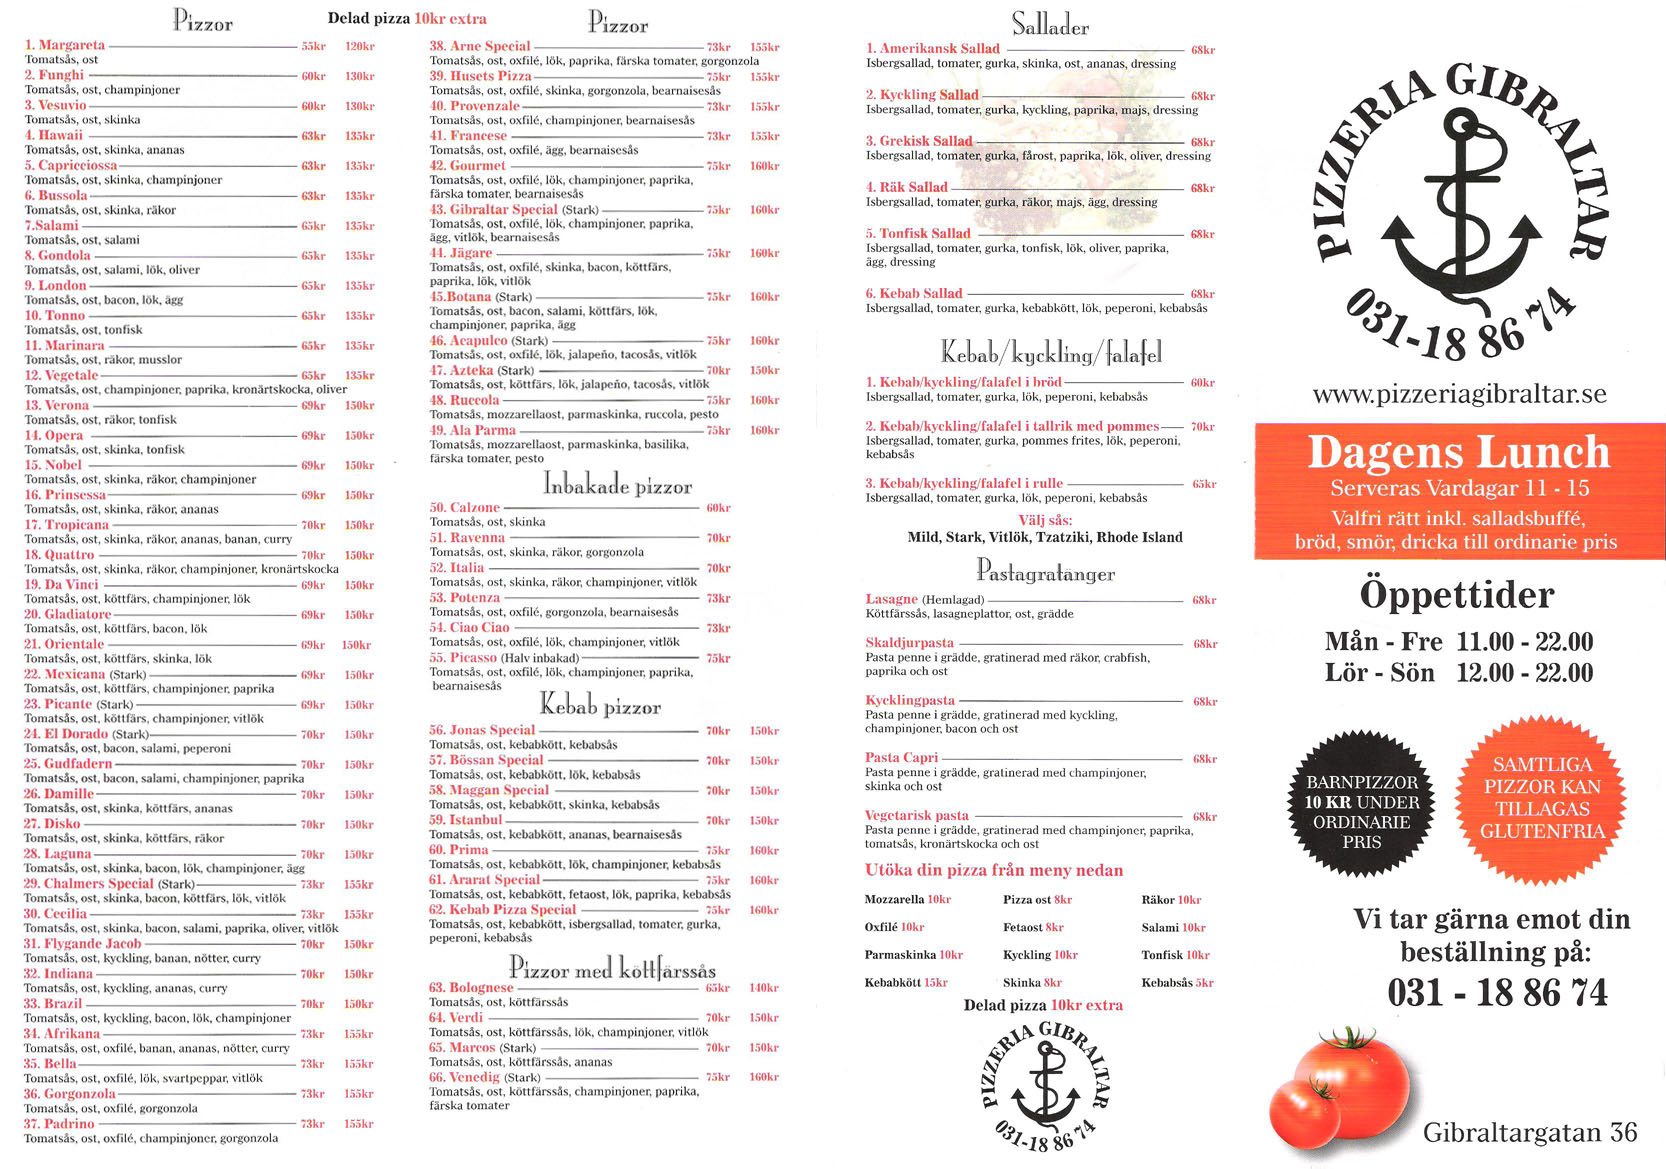 Pizzor
Delad pizza 10kr extra
1. Margareta 55kr 120kr
Tomatsås, ost
2. Funghi 60kr 130kr
Tomatsås, ost, champinjoner
3. Vesuvio 60kr 130kr
Tomatsås, ost, skinka
4. Hawaii 63kr 135kr
Tomatsås, ost, skinka, ananas
5. Capricciossa 63kr 135kr
Tomatsås, ost, skinka, champinjoner
6. Bussola 63kr 135kr
Tomatsås, ost, skinka, räkor
7.Salami 65kr 135kr
Tomatsås, ost, salami
8. Gondola 65kr 135kr
Tomatsås, ost, salami, lök, oliver
9. London 65kr 135kr
Tomatsås, ost, bacon, lök, ägg
10. Tonno 65kr 135kr
Tomatsås, ost, tonfisk
11. Marinara 65kr 135kr
Tomatsås, ost, räkor, musslor
12. Vegetale 65kr 135kr
Tomatsås, ost, champinjoner, paprika, kronärtskocka, oliver
13. Verona 69kr 150kr
Tomatsås, ost, räkor, tonfisk
14. Opera 69kr 150kr
Tomatsås, ost, skinka, tonfisk
15. Nobel 69kr 150kr
Tomatsås, ost, skinka, räkor, champinjoner
16. Prinsessa 69kr 150kr
Tomatsås, ost, skinka, räkor, ananas
17. Tropicana 70kr 150kr
Tomatsås, ost, skinka, räkor, ananas, banan, curry
18. Quattro 70kr 150kr
Tomatsås, ost, skinka, räkor, champinjoner, kronärtskocka
19. Da Vinci 69kr 150kr
Tomatsås, ost, köttfärs, champinjoner, lök
20. Gladiatore 69kr 150kr
Tomatsås, ost, köttfärs, bacon, lök
21. Orientale 69kr 150kr
Tomatsås, ost, köttfärs, skinka, lök
22. Mexicana (Stark) 69kr 150kr
Tomatsås, ost, köttfärs, champinjoner, paprika
23. Picante (Stark) 69kr 150kr
Tomatsås, ost, köttfärs, champinjoner, vitlök
24. El Dorado (Stark) 70kr 150kr
Tomatsås, ost, bacon, salami, peperoni
25. Gudfadern 70kr 150kr
Tomatsås, ost, bacon, salami, champinjoner, paprika
26. Damille 70kr 150kr
Tomatsås, ost, skinka, köttfärs, ananas
27. Disko 70kr 150kr
Tomatsås, ost, skinka, köttfärs, räkor
28. Laguna 70kr 150kr
Tomatsås, ost, skinka, bacon, lök, champinjoner, ägg
29. Chalmers Special (Stark) 73kr 155kr
Tomatsås, ost, skinka, bacon, köttfärs, lök, vitlök
30. Cecilia 73kr 155kr
Tomatsås, ost, skinka, bacon, salami, paprika, oliver, vitlök
31. Flygande Jacob 70kr 150kr
Tomatsås, ost, kyckling, banan, nötter, curry
32. Indiana 70kr 150kr
Tomatsås, ost, kyckling, ananas, curry
33. Brazil 70kr 150kr
Tomatsås, ost, kyckling, bacon, lök, champinjoner
34. Afrikana 73kr 155kr
Tomatsås, ost, oxfilé, banan, ananas, nötter, curry
35. Bella 73kr 155kr
Tomatsås, ost, oxfilé, lök, svartpeppar, vitlök
36. Gorgonzola 73kr 155kr
Tomatsås, ost, oxfilé, gorgonzola
37. Padrino 73kr 155kr
Tomatsås, ost, oxfilé, champinjoner, gorgonzola
Pizzor
38. Arne Special 73kr 155kr
Tomatsås, ost, oxfilé, lök, paprika, färska tomater, gorgonzola
39. Husets Pizza 75kr 155kr
Tomatsås, ost, oxfilé, skinka, gorgonzola, bearnaisesås
40. Provenzale 73kr 155kr
Tomatsås, ost, oxfilé, champinjoner, bearnaisesås
41. Francese 73kr 155kr
Tomatsås, ost, oxfilé, ägg, bearnaisesås
42. Gourmet 75kr 160kr
Tomatsås, ost, oxfilé, lök, champinjoner, paprika,
färska tomater, bearnaisesås
43. Gibraltar Special (Stark) 75kr 160kr
Tomatsås, ost, oxfilé, lök, champinjoner, paprika,
ägg, vitlök, bearnaisesås
44. Jägare 75kr 160kr
Tomatsås, ost, oxfilé, skinka, bacon, köttfärs,
paprika, lök, vitlök
45.Botana (Stark) 75kr 160kr
Tomatsås, ost, bacon, salami, köttfärs, lök,
champinjoner, paprika, ägg
46. Acapulco (Stark) 75kr 160kr
Tomatsås, ost, oxfilé, lök, jalapeño, tacosås, vitlök
47. Azteka (Stark) 70kr 150kr
Tomatsås, ost, köttfärs, lök, jalapeño, tacosås, vitlök
48. Ruccola 75kr 160kr
Tomatsås, mozzarellaost, parmaskinka, ruccola, pesto
49. Ala Parma 75kr 160kr
Tomatsås, mozzarellaost, parmaskinka, basilika,
färska tomater, pesto
Inbakade pizzor
50. Calzone 60kr
Tomatsås, ost, skinka
51. Ravenna 70kr
Tomatsås, ost, skinka, räkor, gorgonzola
52. Italia 70kr
Tomatsås, ost, skinka, räkor, champinjoner, vitlök
53. Potenza 73kr
Tomatsås, ost, oxfilé, gorgonzola, bearnaisesås
54. Ciao Ciao 73kr
Tomatsås, ost, oxfilé, lök, champinjoner, vitlök
55. Picasso (Halv inbakad) 75kr
Tomatsås, ost, oxfilé, lök, champinjoner, paprika,
bearnaisesås
Kebab pizzor
56. Jonas Special 70kr 150kr
Tomatsås, ost, kebabkött, kebabsås
57. Bössan Special 70kr 150kr
Tomatsås, ost, kebabkött, lök, kebabsås
58. Maggan Special 70kr 150kr
Tomatsås, ost, kebabkött, skinka, kebabsås
59. Istanbul 70kr 150kr
Tomatsås, ost, kebabkött, ananas, bearnaisesås
60. Prima 75kr 160kr
Tomatsås, ost, kebabkött, lök, champinjoner, kebabsås
61. Ararat Special 75kr 160kr
Tomatsås, ost, kebabkött, fetaost, lök, paprika, kebabsås
62. Kebab Pizza Special 75kr 160kr
Tomatsås, ost, kebabkött, isbergsallad, tomater, gurka,
peperoni, kebabsås
Pizzor med köttfärssås
63. Bolognese 65kr 140kr
Tomatsås, ost, köttfärssås
64. Verdi 70kr 150kr
Tomatsås, ost, köttfärssås, lök, champinjoner, vitlök
65. Marcos (Stark) 70kr 150kr
Tomatsås, ost, köttfärssås, ananas
66. Venedig (Stark) 75kr 160kr
Tomatsås, ost, köttfärssås, champinjoner, paprika,
färska tomater
Sallader
1. Amerikansk Sallad 68kr
Isbergsallad, tomater, gurka, skinka, ost, ananas, dressing
2. Kyckling Sallad 68kr
Isbergsallad, tomater, gurka, kyckling, paprika, majs, dressing
3. Grekisk Sallad 68kr
Isbergsallad, tomater, gurka, fårost, paprika, lök, oliver, dressing
4. Räk Sallad 68kr
Isbergsallad, tomater, gurka, räkor, majs, ägg, dressing
5. Tonfisk Sallad 68kr
Isbergsallad, tomater, gurka, tonfisk, lök, oliver, paprika,
ägg, dressing
6. Kebab Sallad 68kr
Isbergsallad, tomater, gurka, kebabkött, lök, peperoni, kebabsås
Kebab/kyckling/falafel
1. Kebab/kyckling/falafel i bröd 60kr
Isbergsallad, tomater, gurka, lök, peperoni, kebabsås
2. Kebab/kyckling/falafel i tallrik med pommes 70kr
Isbergsallad, tomater, gurka, pommes frites, lök, peperoni,
kebabsås
3. Kebab/kyckling/falafel i rulle 65kr
Isbergsallad, tomater, gurka, lök, peperoni, kebabsås
Välj sås:
Mild, Stark, Vitlök, Tzatziki, Rhode Island
Pastagratänger
Lasagne (Hemlagad) 68kr
Köttfärssås, lasagneplattor, ost, grädde
Skaldjurpasta 68kr
Pasta penne i grädde, gratinerad med räkor, crabfish,
paprika och ost
Kycklingpasta 68kr
Pasta penne i grädde, gratinerad med kyckling,
champinjoner, bacon och ost
Pasta Capri 68kr
Pasta penne i grädde, gratinerad med champinjoner,
skinka och ost
Vegetarisk pasta 68kr
Pasta penne i grädde, gratinerad med champinjoner, paprika,
tomatsås, kronärtskocka och ost
Utöka din pizza från meny nedan
Mozzarella 10kr Pizza ost 8kr Räkor 10kr
Oxfilé 10kr Fetaost 8kr Salami 10kr
Parmaskinka 10kr Kyckling 10kr Tonfisk 10kr
Kebabkött 15kr Skinka 8kr Kebabsås 5kr
Delad pizza 10kr extra
PIZZERIA GIBRALTAR
031-18 86 74
PIZZERIA GIBRALTAR
031-18 86 74
www.pizzeriagibraltar.se
Dagens Lunch
Serveras Vardagar 11 - 15
Valfri rätt inkl. salladsbuffé,
bröd, smör, dricka till ordinarie pris
Öppettider
Mån - Fre 11.00 - 22.00
Lör - Sön 12.00 - 22.00
BARNPIZZOR
10 KR UNDER
ORDINARIE
PRIS
SAMTLIGA
PIZZOR KAN
TILLAGAS
GLUTENFRIA
Vi tar gärna emot din
beställning på:
031 - 18 86 74
Gibraltargatan 36